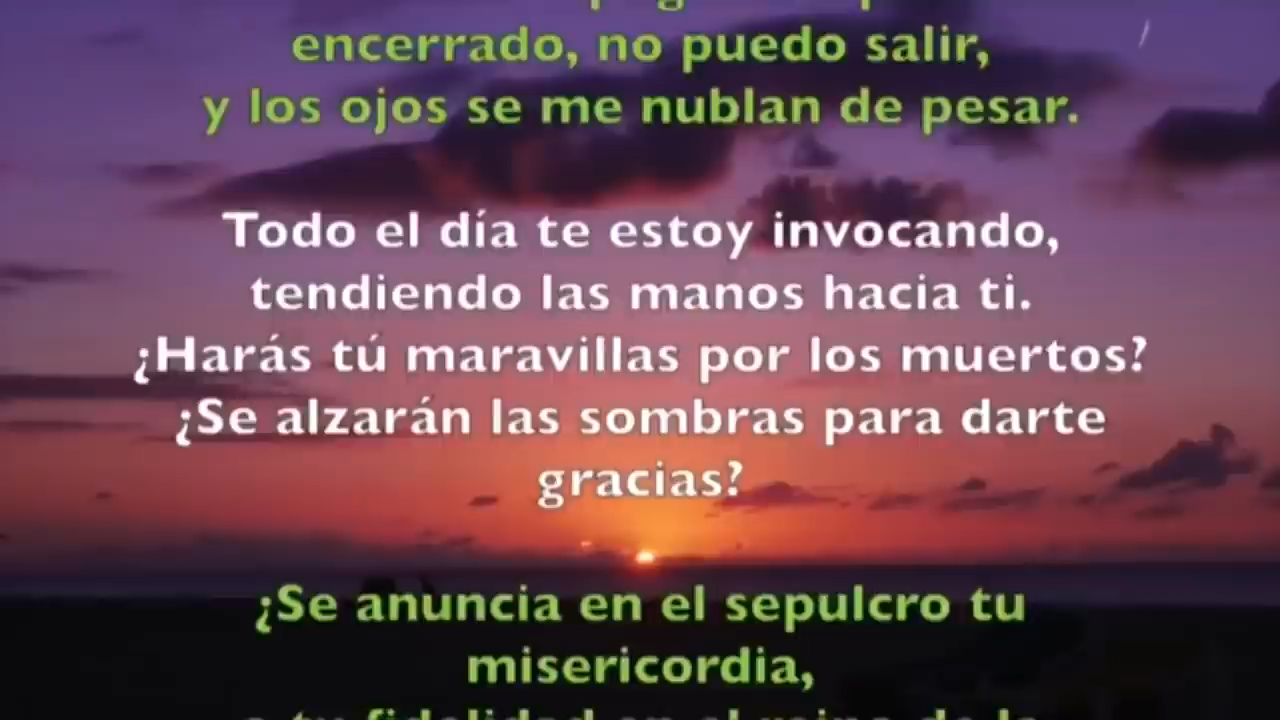 encerrado, no puedo salir,
y los ojos se me nublan de pesar.
Todo el día te estoy invocando,
tendiendo las manos hacia ti.
¿Harás tú maravillas por los muertos?
¿Se alzarán las sombras para darte
gracias?
¿Se anuncia en el sepulcro tu
misericordia,